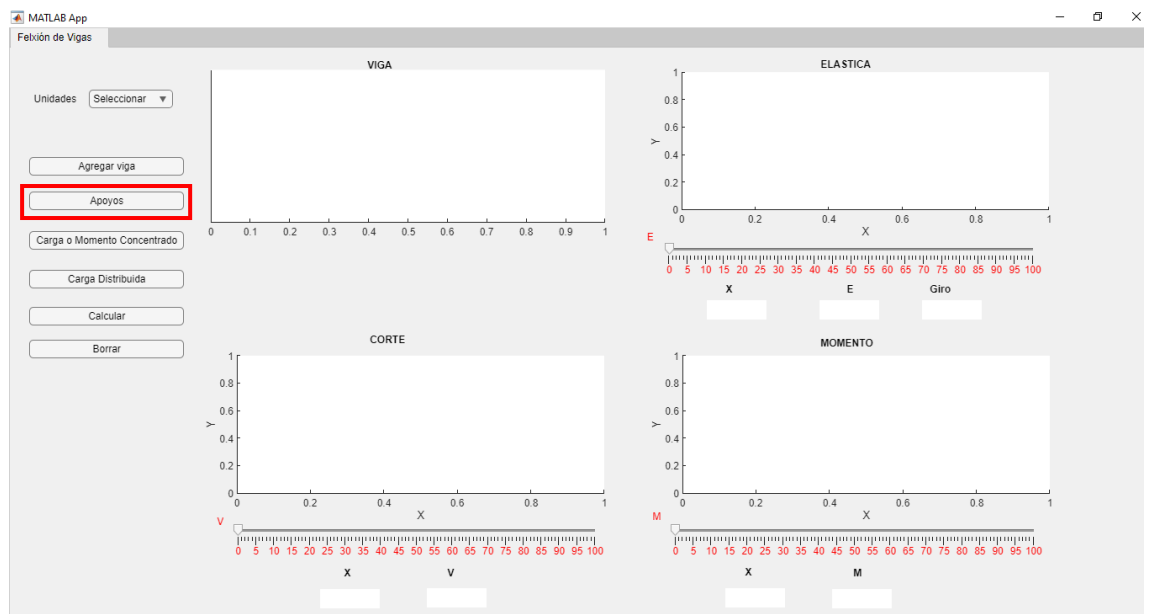 MATLAB App
Felxión de Vigas
Unidades Seleccionar
Agregar viga
Apoyos
Carga o Momento Concentrado
Carga Distribuida
Calcular
Borrar
VIGA
0 0.1 0.2 0.3 0.4 0.5 0.6 0.7 0.8 0.9 1
ELASTICA
1
0.8
0.6
Y
0.4
0.2
0
0 0.2 0.4 0.6 0.8 1
X
E
0 5 10 15 20 25 30 35 40 45 50 55 60 65 70 75 80 85 90 95 100
X E Giro
CORTE
1
0.8
0.6
Y
0.4
0.2
0
0 0.2 0.4 0.6 0.8 1
X
V
0 5 10 15 20 25 30 35 40 45 50 55 60 65 70 75 80 85 90 95 100
X V
MOMENTO
1
0.8
0.6
Y
0.4
0.2
0
0 0.2 0.4 0.6 0.8 1
X
M
0 5 10 15 20 25 30 35 40 45 50 55 60 65 70 75 80 85 90 95 100
X M